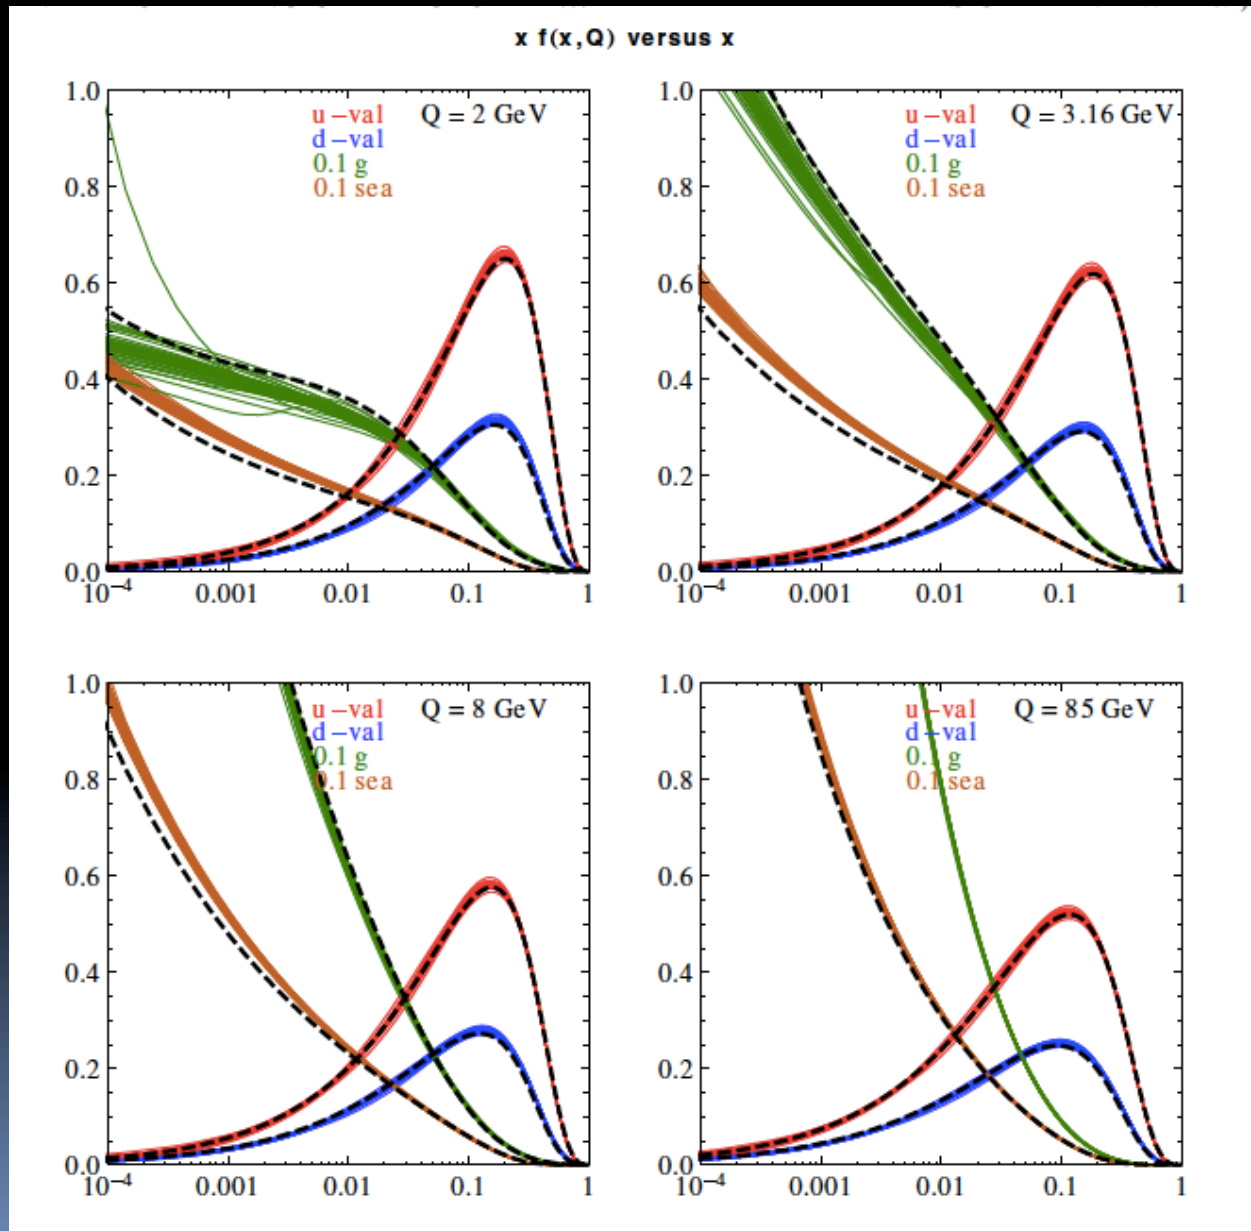 x f(x,Q) versus x
1.0
0.8
0.6
0.4
0.2
0.0
u –val
d –val
0.1 g
0.1 sea
Q = 2 GeV
10⁻⁴ 0.001 0.01 0.1 1
1.0
0.8
0.6
0.4
0.2
0.0
u –val
d –val
0.1 g
0.1 sea
Q = 3.16 GeV
10⁻⁴ 0.001 0.01 0.1 1
1.0
0.8
0.6
0.4
0.2
0.0
u –val
d –val
0.1 g
0.1 sea
Q = 8 GeV
10⁻⁴ 0.001 0.01 0.1 1
1.0
0.8
0.6
0.4
0.2
0.0
u –val
d –val
0.1 g
0.1 sea
Q = 85 GeV
10⁻⁴ 0.001 0.01 0.1 1